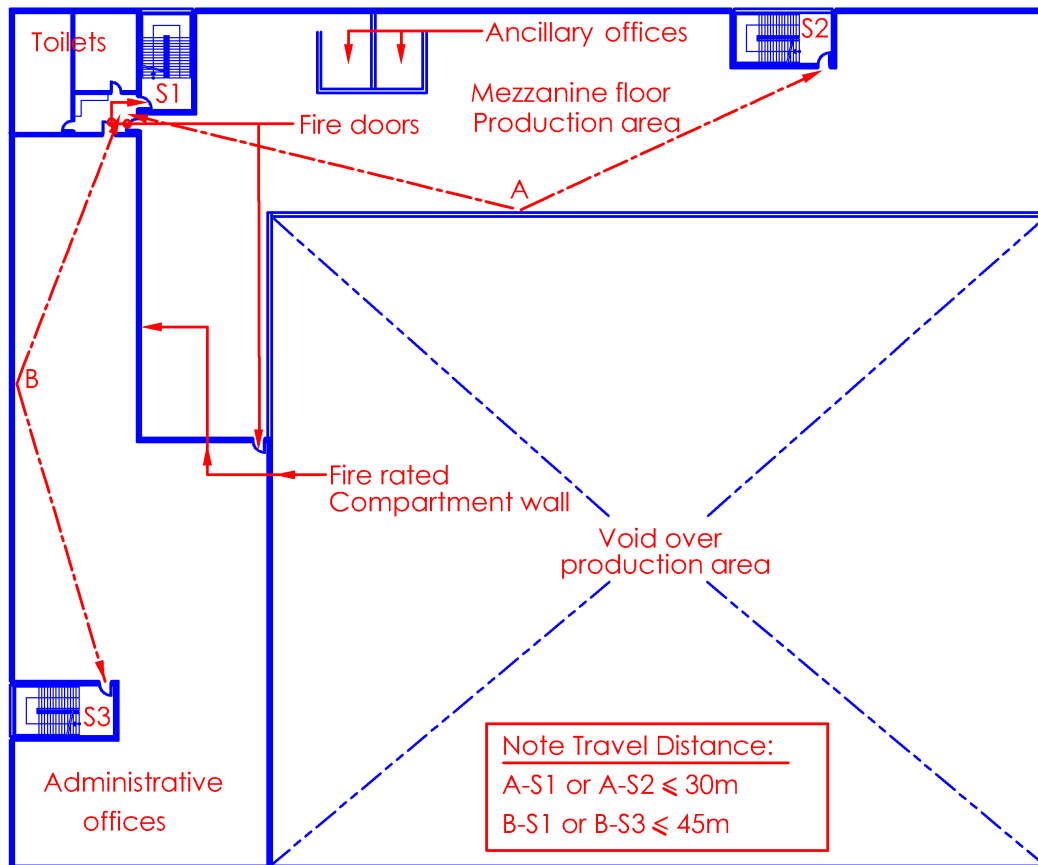 Toilets
S1
Ancillary offices
S2
Mezzanine floor
Production area
Fire doors
A
B
Fire rated
Compartment wall
Void over
production area
S3
Administrative
offices
Note Travel Distance:
A-S1 or A-S2 ⩽ 30m
B-S1 or B-S3 ⩽ 45m